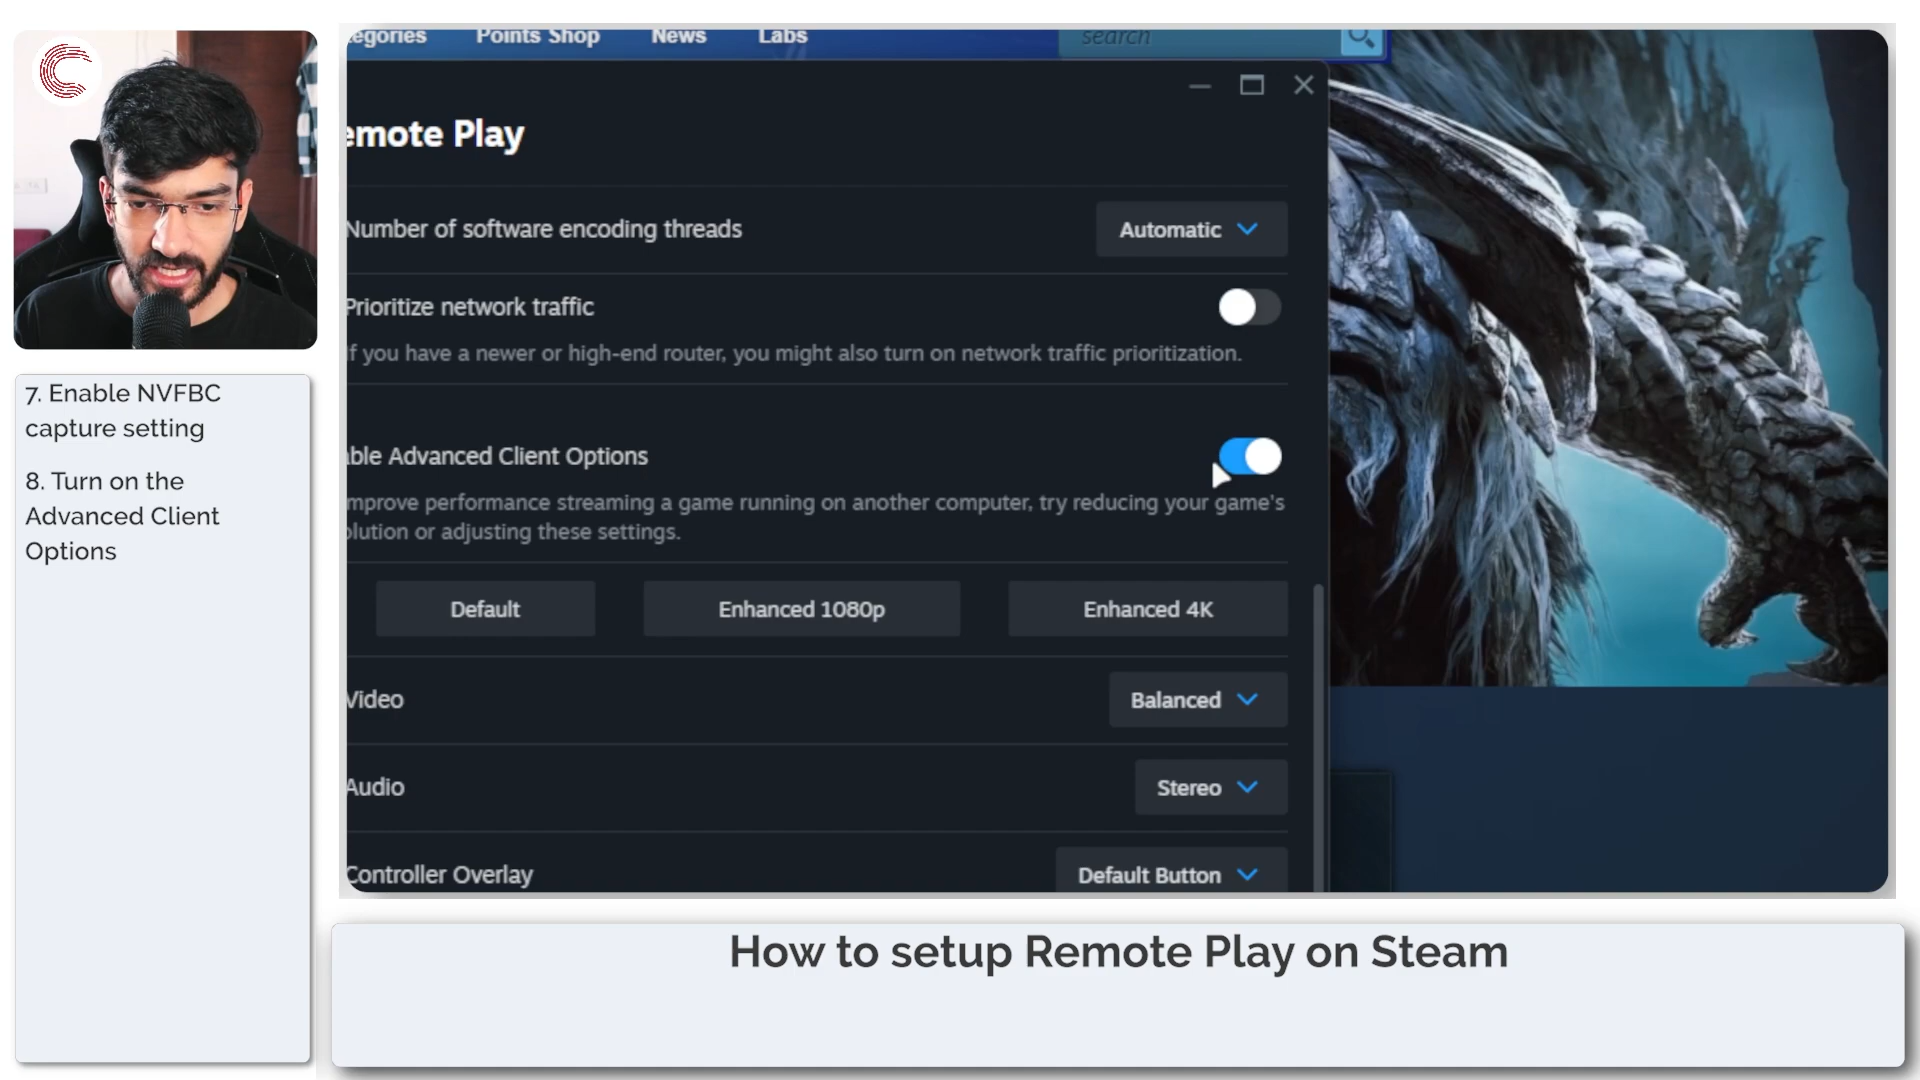 7. Enable NVFBC
capture setting
8. Turn on the
Advanced Client
Options
egories
Points Shop
News
Labs
search
emote Play
Number of software encoding threads
Automatic
Prioritize network traffic
f you have a newer or high-end router, you might also turn on network traffic prioritization.
ble Advanced Client Options
mprove performance streaming a game running on another computer, try reducing your game's
olution or adjusting these settings.
Default
Enhanced 1080p
Enhanced 4K
Video
Balanced
Audio
Stereo
Controller Overlay
Default Button
How to setup Remote Play on Steam